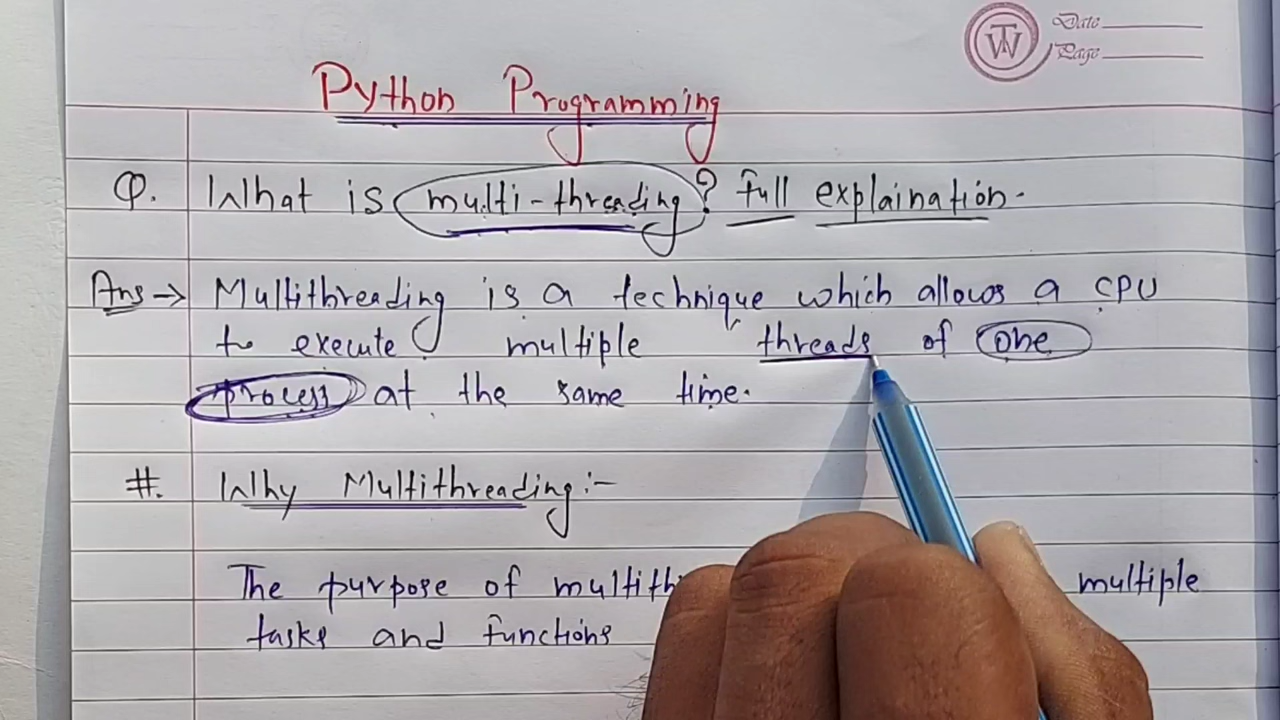 Date
Page
Python Programming
Q. What is multi-threading? Full explaination.
Ans → Multithreading is a technique which allows a CPU
to execute multiple threads of one
process at the same time.
#. Why Multithreading:-
The purpose of multith multiple
tasks and functions